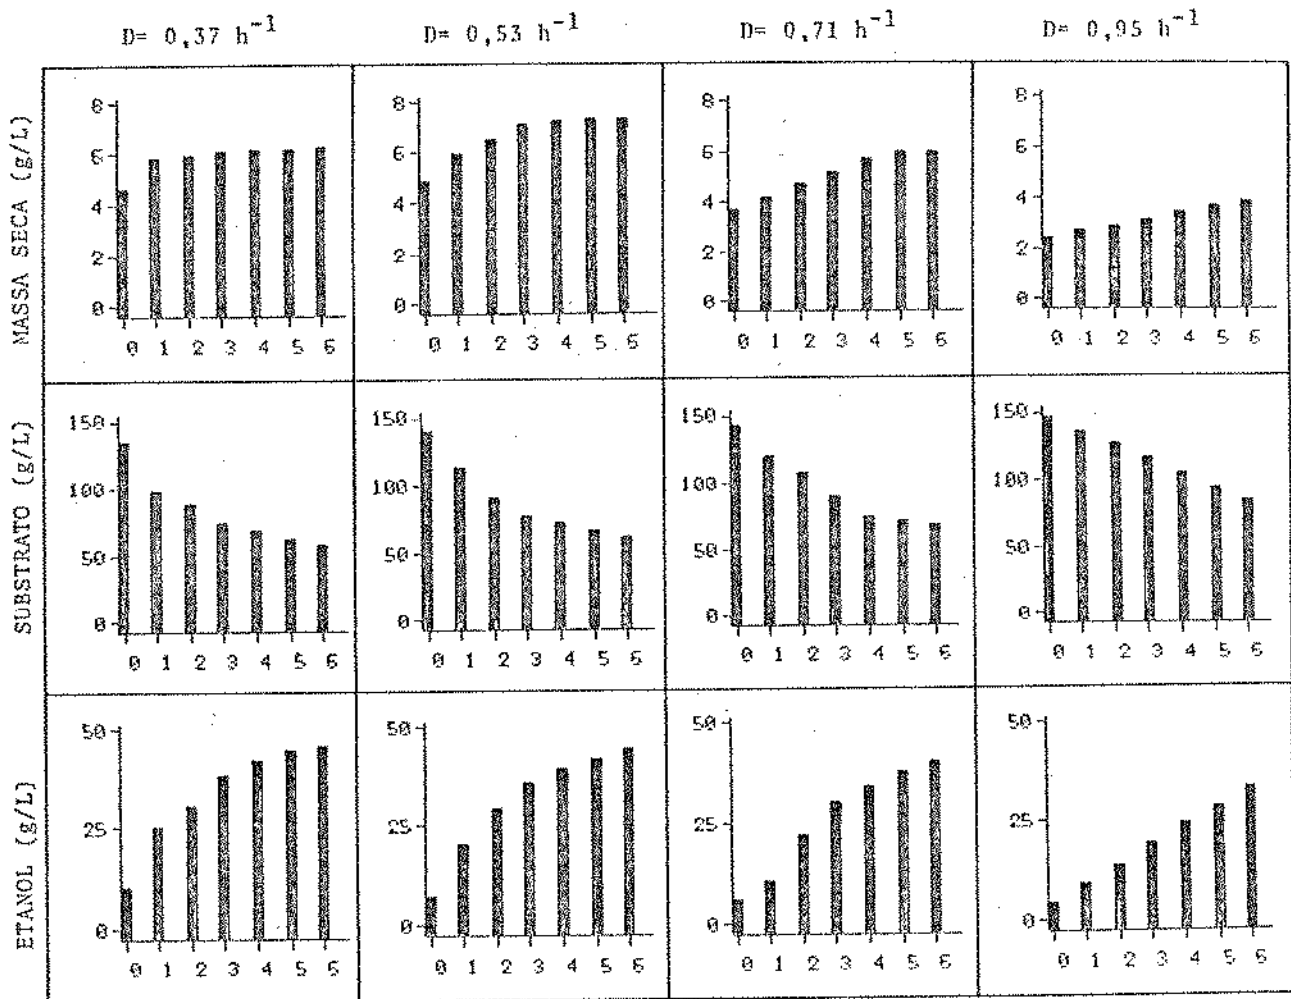 D= 0,37 h⁻¹ D= 0,53 h⁻¹ D= 0,71 h⁻¹ D= 0,95 h⁻¹
MASSA SECA (g/L)
8 8 8 8
6 6 6 6
4 4 4 4
2 2 2 2
0 0 0 0
0 1 2 3 4 5 6 0 1 2 3 4 5 6 0 1 2 3 4 5 6 0 1 2 3 4 5 6
SUBSTRATO (g/L)
150 150 150 150
100 100 100 100
50 50 50 50
0 0 0 0
0 1 2 3 4 5 6 0 1 2 3 4 5 6 0 1 2 3 4 5 6 0 1 2 3 4 5 6
ETANOL (g/L)
50 50 50 50
25 25 25 25
0 0 0 0
0 1 2 3 4 5 6 0 1 2 3 4 5 6 0 1 2 3 4 5 6 0 1 2 3 4 5 6